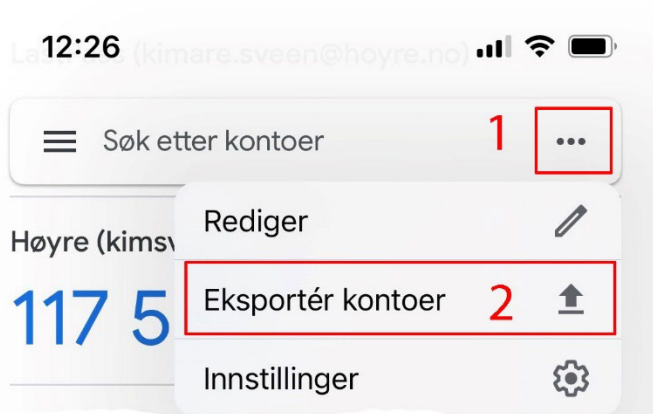 12:26
(kimare.sveen@hoyre.no)
Søk etter kontoer
1
Rediger
Høyre (kimsv
117 5
Eksportér kontoer
2
Innstillinger